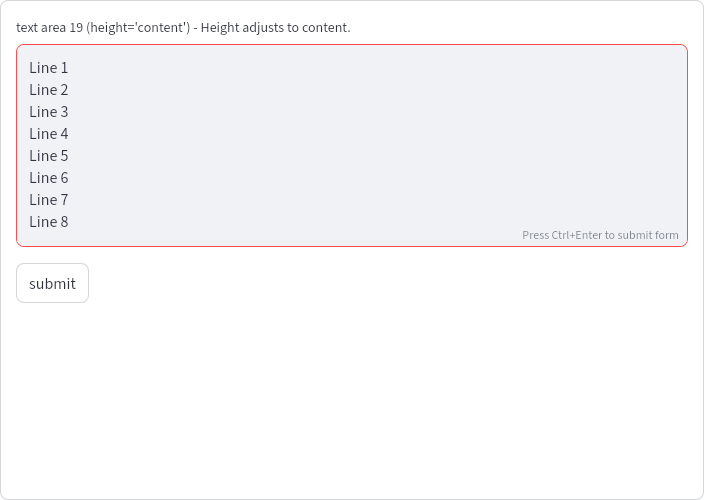 text area 19 (height='content') - Height adjusts to content.
Line 1
Line 2
Line 3
Line 4
Line 5
Line 6
Line 7
Line 8
Press Ctrl+Enter to submit form
submit